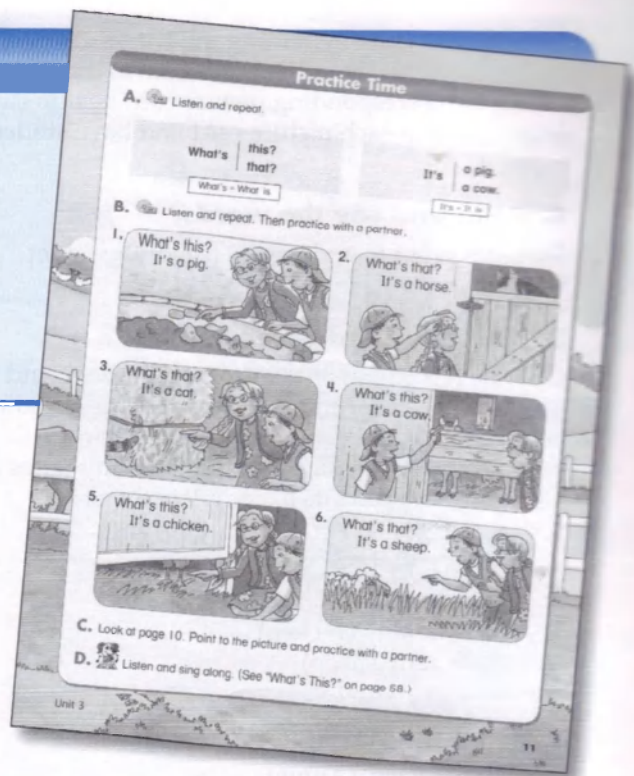 Practice Time
A. Listen and repeat.
What's this? that?
What's = What is
It's a pig. a cow.
It's = It is
B. Listen and repeat. Then practice with a partner.
1. What's this?
It's a pig.
2. What's that?
It's a horse.
3. What's that?
It's a cat.
4. What's this?
It's a cow.
5. What's this?
It's a chicken.
6. What's that?
It's a sheep.
C. Look at page 10. Point to the picture and practice with a partner.
D. Listen and sing along. (See "What's This?" on page 68.)
Unit 3
11